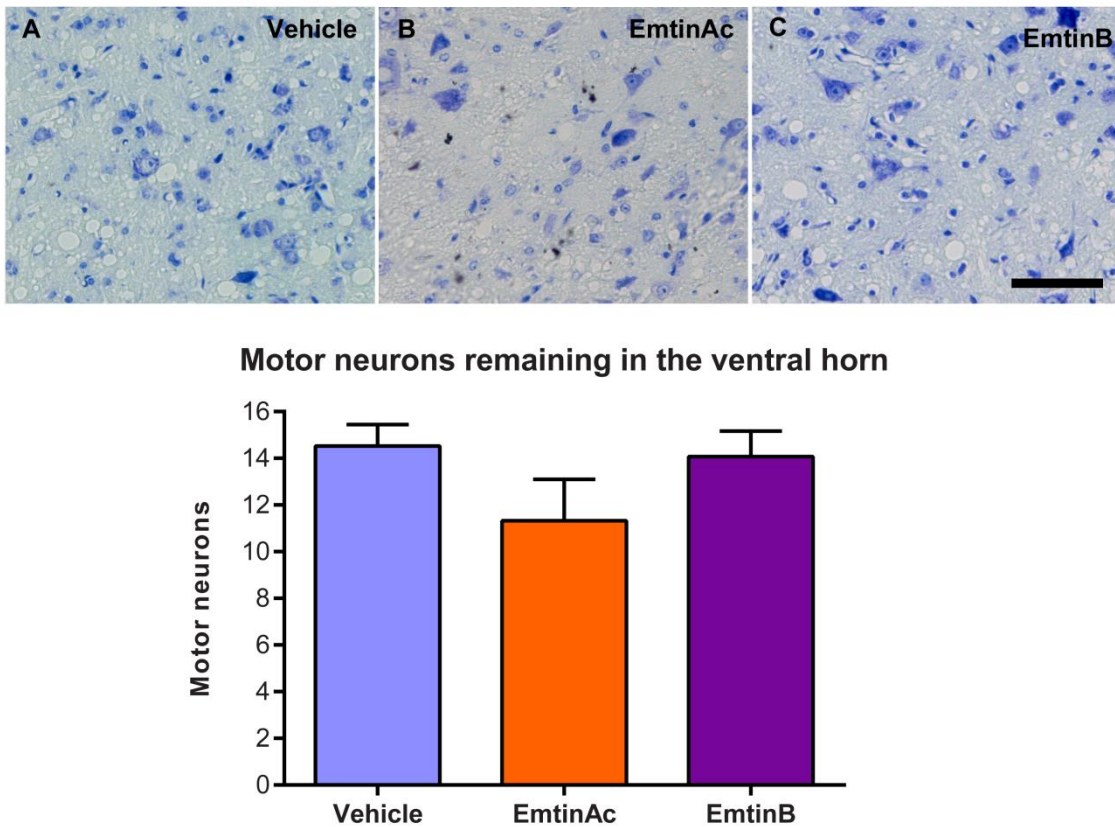 A Vehicle
B EmtinAc
C EmtinB
Motor neurons remaining in the ventral horn
Motor neurons
16
14
12
10
8
6
4
2
0
Vehicle EmtinAc EmtinB